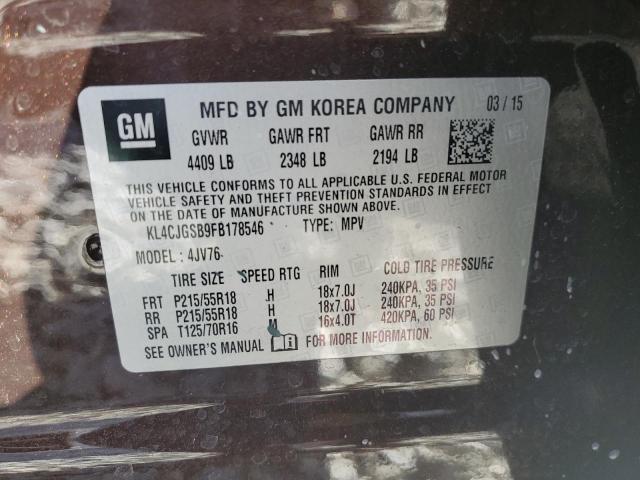 GM MFD BY GM KOREA COMPANY 03/15
GVWR GAWR FRT GAWR RR
4409 LB 2348 LB 2194 LB
THIS VEHICLE CONFORMS TO ALL APPLICABLE U.S. FEDERAL MOTOR
VEHICLE SAFETY AND THEFT PREVENTION STANDARDS IN EFFECT
ON THE DATE OF MANUFACTURE SHOWN ABOVE.
KL4CJGSB9FB178546 TYPE: MPV
MODEL: 4JV76
TIRE SIZE SPEED RTG RIM COLD TIRE PRESSURE
FRT P215/55R18 H 18x7.0J 240KPA, 35 PSI
RR P215/55R18 H 18x7.0J 240KPA, 35 PSI
SPA T125/70R16 M 16x4.0T 420KPA, 60 PSI
SEE OWNER'S MANUAL FOR MORE INFORMATION.